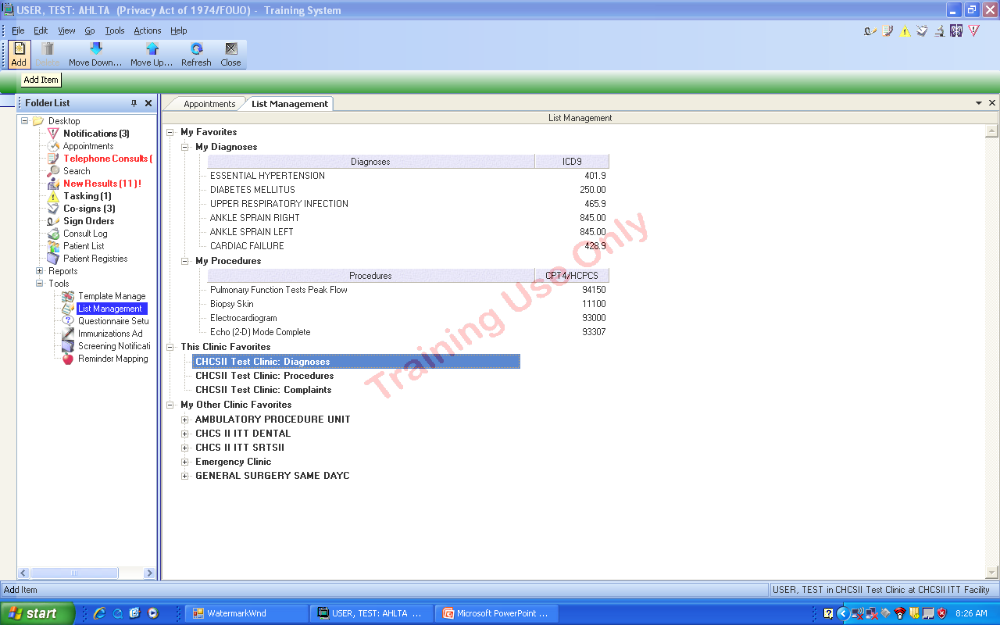 USER, TEST: AHLTA (Privacy Act of 1974/FOUO) - Training System
File Edit View Go Tools Actions Help
Add Delete Move Down... Move Up... Refresh Close
Add Item
Folder List
Appointments List Management
List Management
Desktop
Notifications (3)
Appointments
Telephone Consults (
Search
New Results (11)!
Tasking (1)
Co-signs (3)
Sign Orders
Consult Log
Patient List
Patient Registries
Reports
Tools
Template Manage
List Management
Questionnaire Setu
Immunizations Ad
Screening Notificati
Reminder Mapping
My Favorites
My Diagnoses
Diagnoses ICD9
ESSENTIAL HYPERTENSION 401.9
DIABETES MELLITUS 250.00
UPPER RESPIRATORY INFECTION 465.9
ANKLE SPRAIN RIGHT 845.00
ANKLE SPRAIN LEFT 845.00
CARDIAC FAILURE 428.9
My Procedures
Procedures CPT4/HCPCS
Pulmonary Function Tests Peak Flow 94150
Biopsy Skin 11100
Electrocardiogram 93000
Echo (2-D) Mode Complete 93307
This Clinic Favorites
CHCSII Test Clinic: Diagnoses
CHCSII Test Clinic: Procedures
CHCSII Test Clinic: Complaints
My Other Clinic Favorites
AMBULATORY PROCEDURE UNIT
CHCS II ITT DENTAL
CHCS II ITT SRTSII
Emergency Clinic
GENERAL SURGERY SAME DAYC
Training Use Only
Add Item
USER, TEST in CHCSII Test Clinic at CHCSII ITT Facility
start WatermarkWnd USER, TEST: AHLTA ... Microsoft PowerPoint ... 8:26 AM